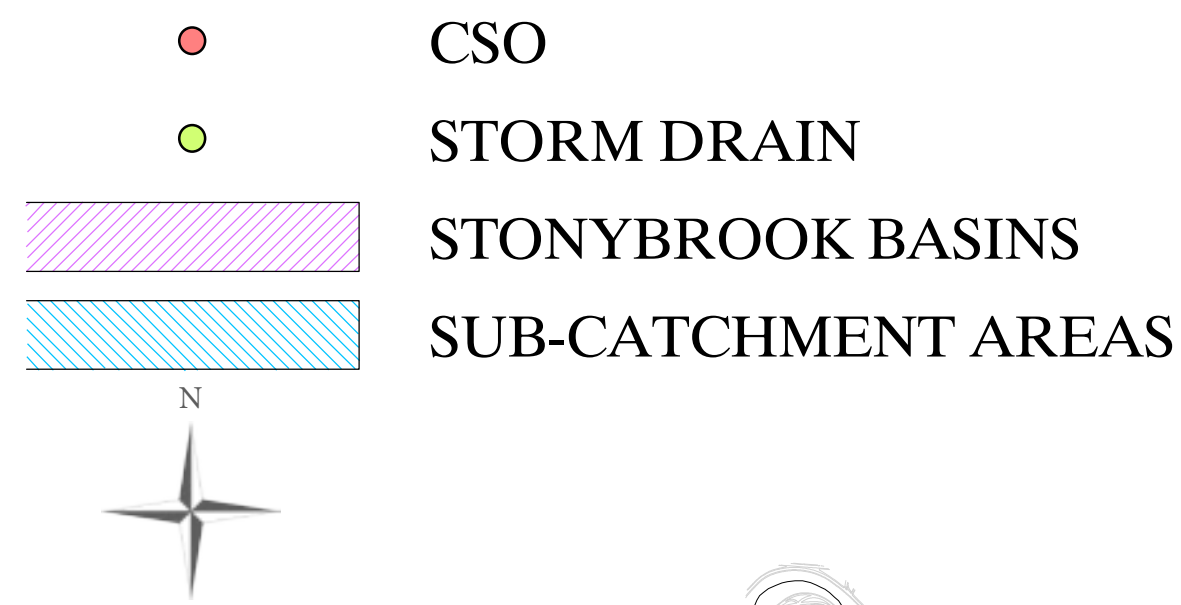 CSO
STORM DRAIN
STONYBROOK BASINS
SUB-CATCHMENT AREAS
N